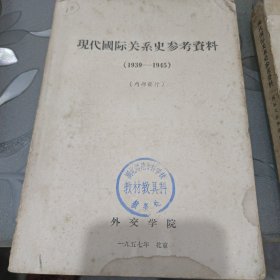 现代國际关系史参考資料
(1939—1945)
(内部發行)
教材教具科
外交学院
一九五七年 北京